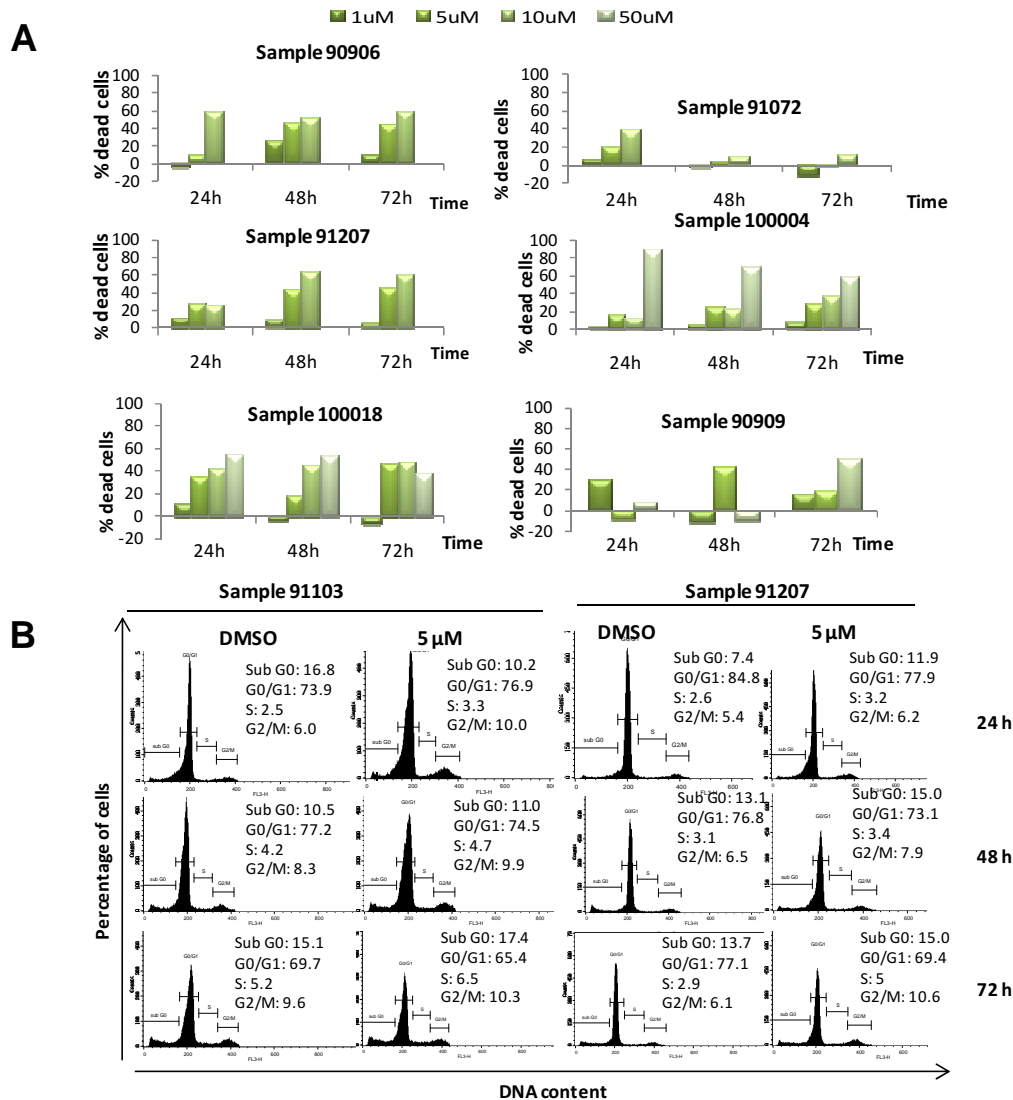 1uM 5uM 10uM 50uM
A
Sample 90906
% dead cells
100
80
60
40
20
0
-20
24h 48h 72h Time
Sample 91072
% dead cells
100
80
60
40
20
0
-20
24h 48h 72h Time
Sample 91207
% dead cells
100
80
60
40
20
0
24h 48h 72h Time
Sample 100004
% dead cells
100
80
60
40
20
0
24h 48h 72h Time
Sample 100018
% dead cells
100
80
60
40
20
0
-20
24h 48h 72h Time
Sample 90909
% dead cells
100
80
60
40
20
0
-20
24h 48h 72h Time
B
Sample 91103 Sample 91207
DMSO 5 µM DMSO 5 µM
Percentage of cells
Sub G0: 16.8
G0/G1: 73.9
S: 2.5
G2/M: 6.0
Sub G0: 10.2
G0/G1: 76.9
S: 3.3
G2/M: 10.0
Sub G0: 7.4
G0/G1: 84.8
S: 2.6
G2/M: 5.4
Sub G0: 11.9
G0/G1: 77.9
S: 3.2
G2/M: 6.2
24 h
Sub G0: 10.5
G0/G1: 77.2
S: 4.2
G2/M: 8.3
Sub G0: 11.0
G0/G1: 74.5
S: 4.7
G2/M: 9.9
Sub G0: 13.1
G0/G1: 76.8
S: 3.1
G2/M: 6.5
Sub G0: 15.0
G0/G1: 73.1
S: 3.4
G2/M: 7.9
48 h
Sub G0: 15.1
G0/G1: 69.7
S: 5.2
G2/M: 9.6
Sub G0: 17.4
G0/G1: 65.4
S: 6.5
G2/M: 10.3
Sub G0: 13.7
G0/G1: 77.1
S: 2.9
G2/M: 6.1
Sub G0: 15.0
G0/G1: 69.4
S: 5
G2/M: 10.6
72 h
DNA content